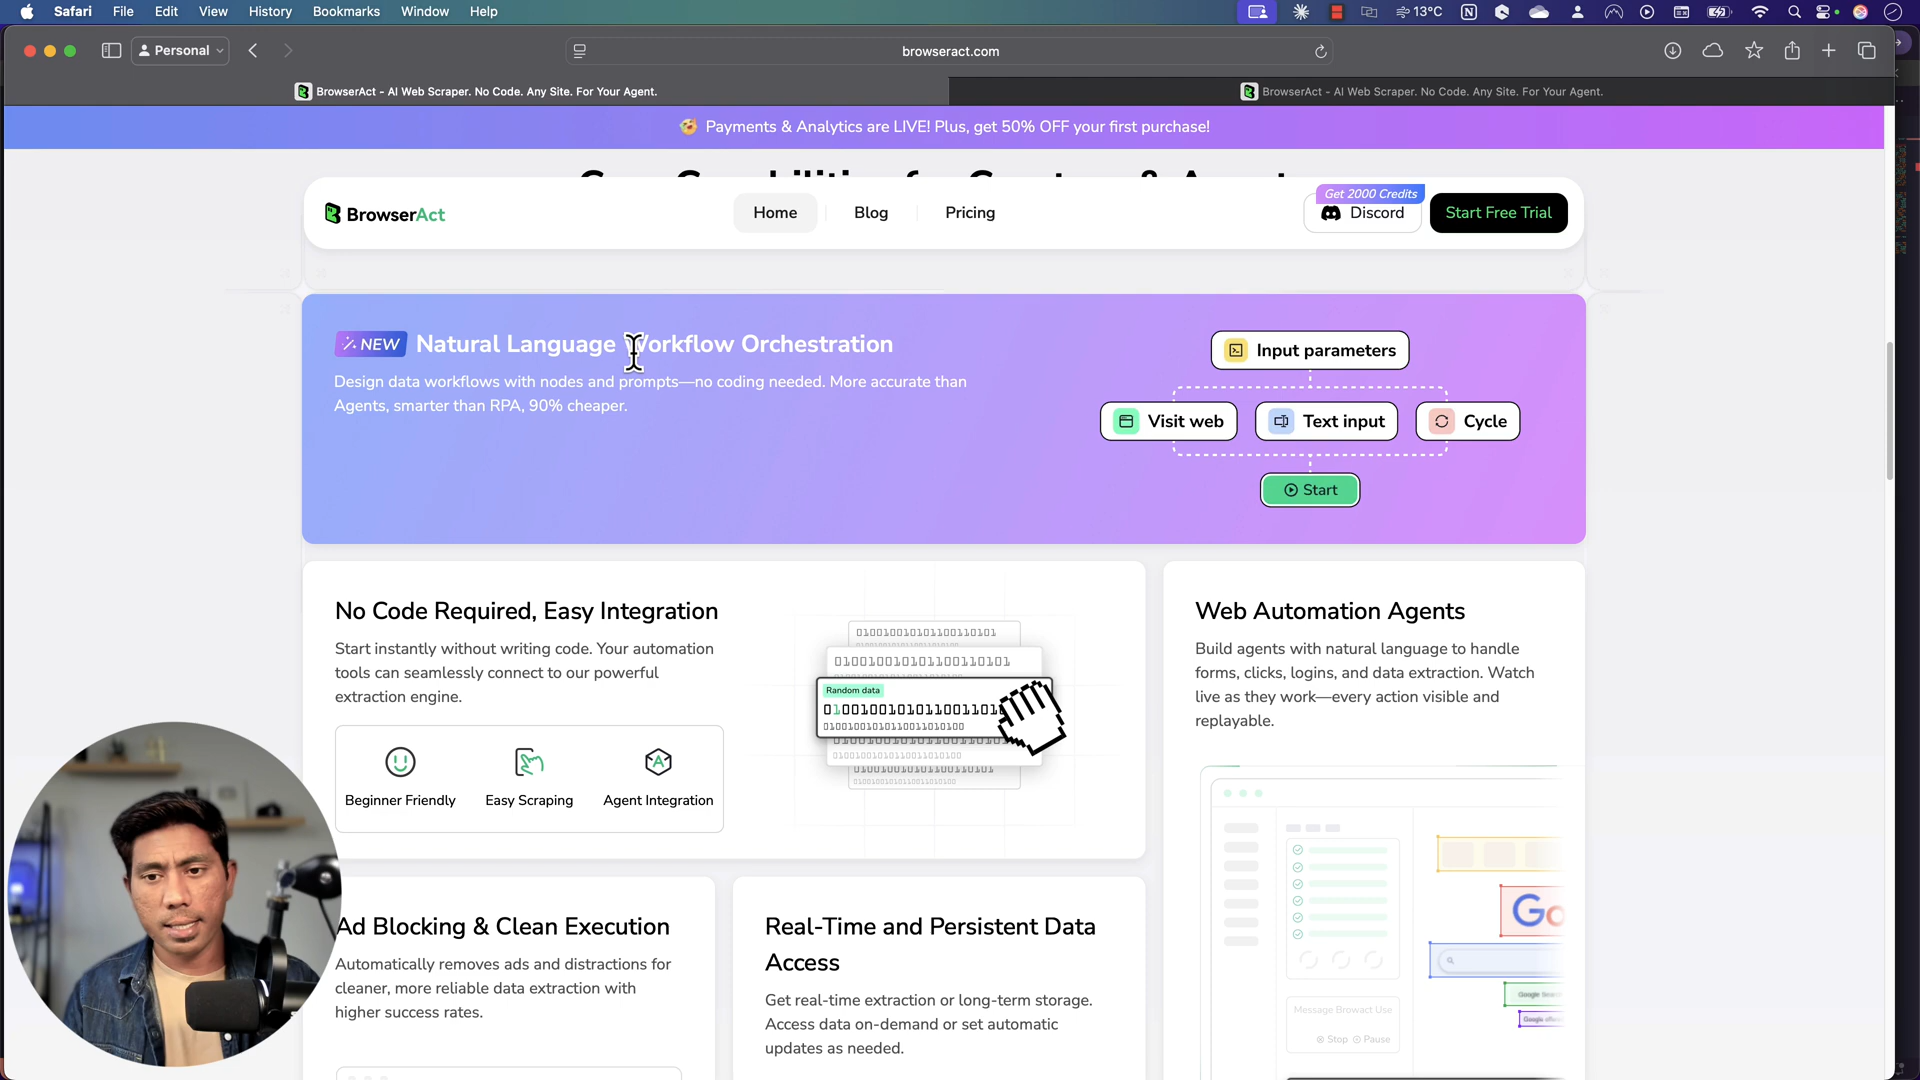 Safari File Edit View History Bookmarks Window Help 13°C
Personal browseract.com
BrowserAct - AI Web Scraper. No Code. Any Site. For Your Agent. BrowserAct - AI Web Scraper. No Code. Any Site. For Your Agent.
Payments & Analytics are LIVE! Plus, get 50% OFF your first purchase!
BrowserAct Home Blog Pricing Get 2000 Credits Discord Start Free Trial
NEW Natural Language Workflow Orchestration
Design data workflows with nodes and prompts—no coding needed. More accurate than
Agents, smarter than RPA, 90% cheaper.
Input parameters
Visit web Text input Cycle
Start
No Code Required, Easy Integration
Start instantly without writing code. Your automation
tools can seamlessly connect to our powerful
extraction engine.
Beginner Friendly Easy Scraping Agent Integration
Random data
Web Automation Agents
Build agents with natural language to handle
forms, clicks, logins, and data extraction. Watch
live as they work—every action visible and
replayable.
Message Browact Use
Stop Pause
Ad Blocking & Clean Execution
Automatically removes ads and distractions for
cleaner, more reliable data extraction with
higher success rates.
Real-Time and Persistent Data
Access
Get real-time extraction or long-term storage.
Access data on-demand or set automatic
updates as needed.